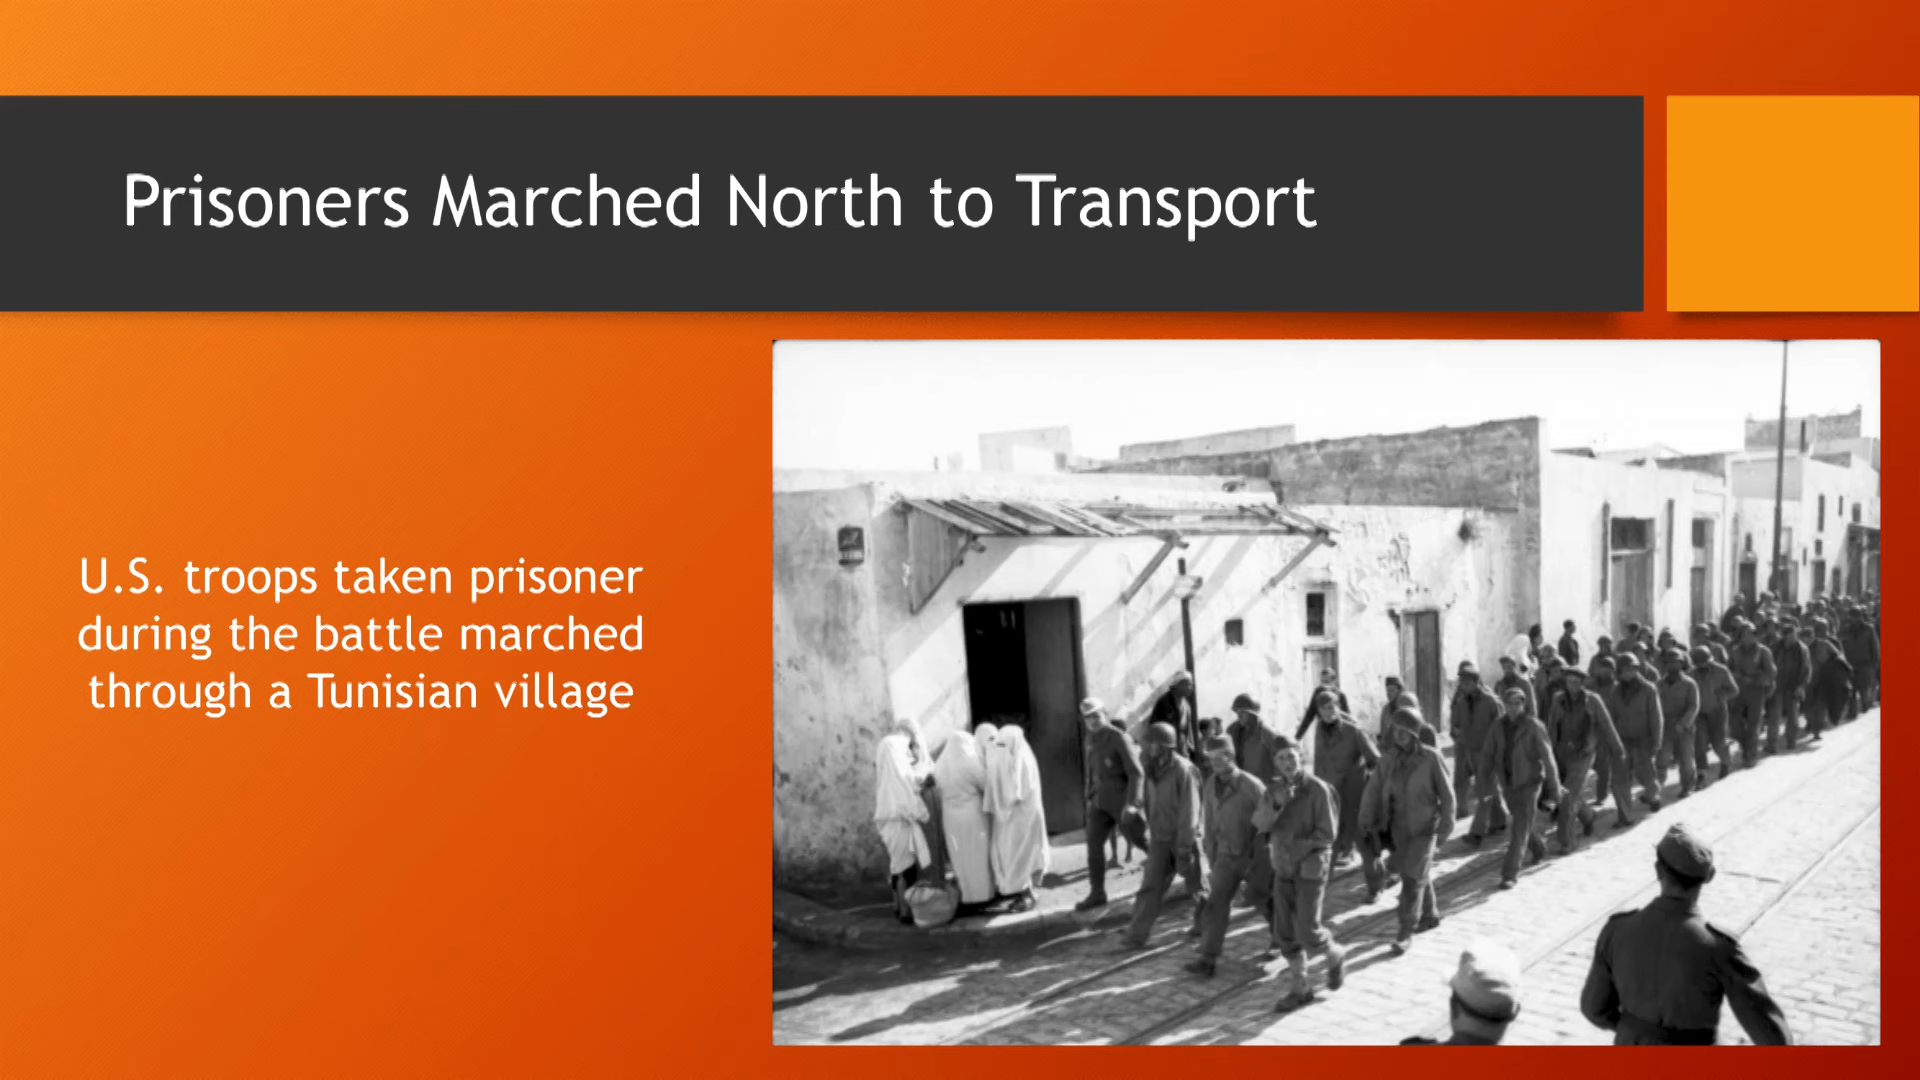 Prisoners Marched North to Transport
U.S. troops taken prisoner
during the battle marched
through a Tunisian village